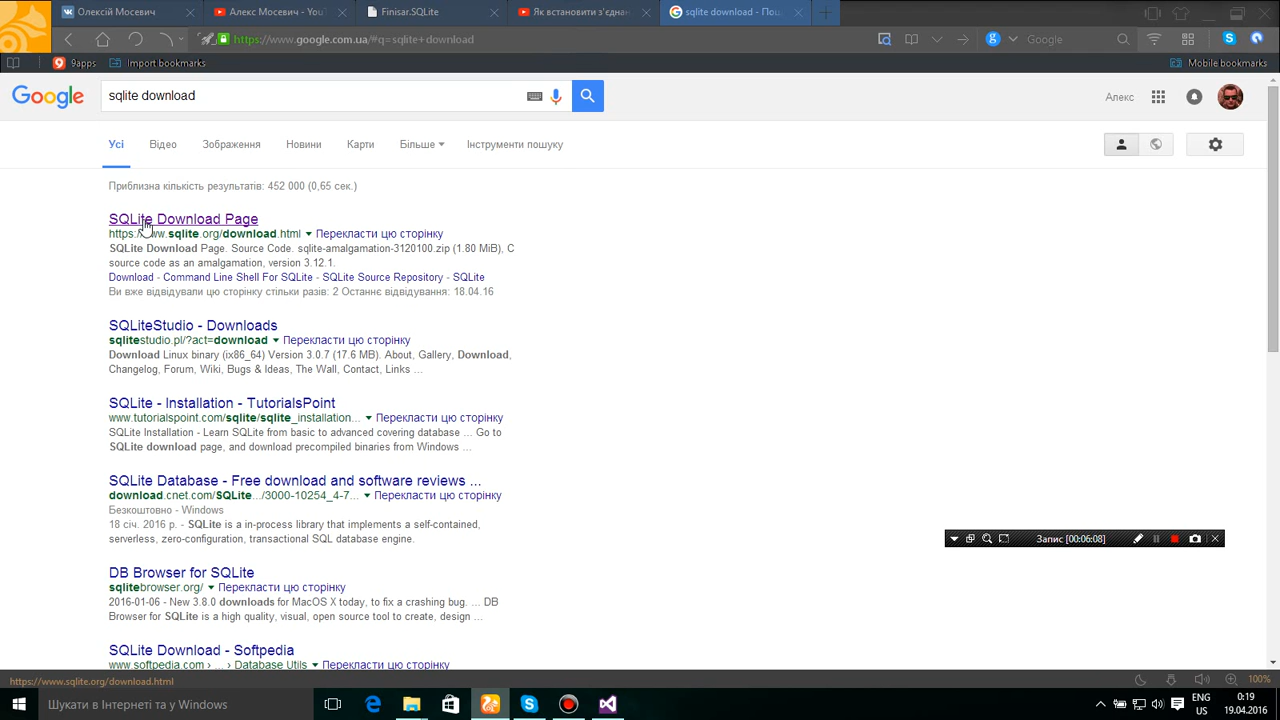 Олексій Мосевич
Алекс Мосевич - You
Finisar.SQLite
Як встановити з'єднан
sqlite download - Пош
https://www.google.com.ua/#q=sqlite+download
Google
9apps
Import bookmarks
Mobile bookmarks
Google
sqlite download
Алекс
Усі
Відео
Зображення
Новини
Карти
Більше
Інструменти пошуку
Приблизна кількість результатів: 452 000 (0,65 сек.)
SQLite Download Page
https://www.sqlite.org/download.html Перекласти цю сторінку
SQLite Download Page. Source Code. sqlite-amalgamation-3120100.zip (1.80 MiB), C
source code as an amalgamation, version 3.12.1.
Download - Command Line Shell For SQLite - SQLite Source Repository - SQLite
Ви вже відвідували цю сторінку стільки разів: 2 Останнє відвідування: 18.04.16
SQLiteStudio - Downloads
sqlitestudio.pl/?act=download Перекласти цю сторінку
Download Linux binary (ix86_64) Version 3.0.7 (17.6 MB). About, Gallery, Download,
Changelog, Forum, Wiki, Bugs & Ideas, The Wall, Contact, Links ...
SQLite - Installation - TutorialsPoint
www.tutorialspoint.com/sqlite/sqlite_installation... Перекласти цю сторінку
SQLite Installation - Learn SQLite from basic to advanced covering database ... Go to
SQLite download page, and download precompiled binaries from Windows ...
SQLite Database - Free download and software reviews ...
download.cnet.com/SQLite.../3000-10254_4-7... Перекласти цю сторінку
Безкоштовно - Windows
18 січ. 2016 р. - SQLite is a in-process library that implements a self-contained,
serverless, zero-configuration, transactional SQL database engine.
Запис [00:06:08]
DB Browser for SQLite
sqlitebrowser.org/ Перекласти цю сторінку
2016-01-06 - New 3.8.0 downloads for MacOS X today, to fix a crashing bug. ... DB
Browser for SQLite is a high quality, visual, open source tool to create, design ...
SQLite Download - Softpedia
www.softpedia.com › ... › Database Utils Перекласти цю сторінку
https://www.sqlite.org/download.html
100%
Шукати в Інтернеті та у Windows
ENG
US
0:19
19.04.2016